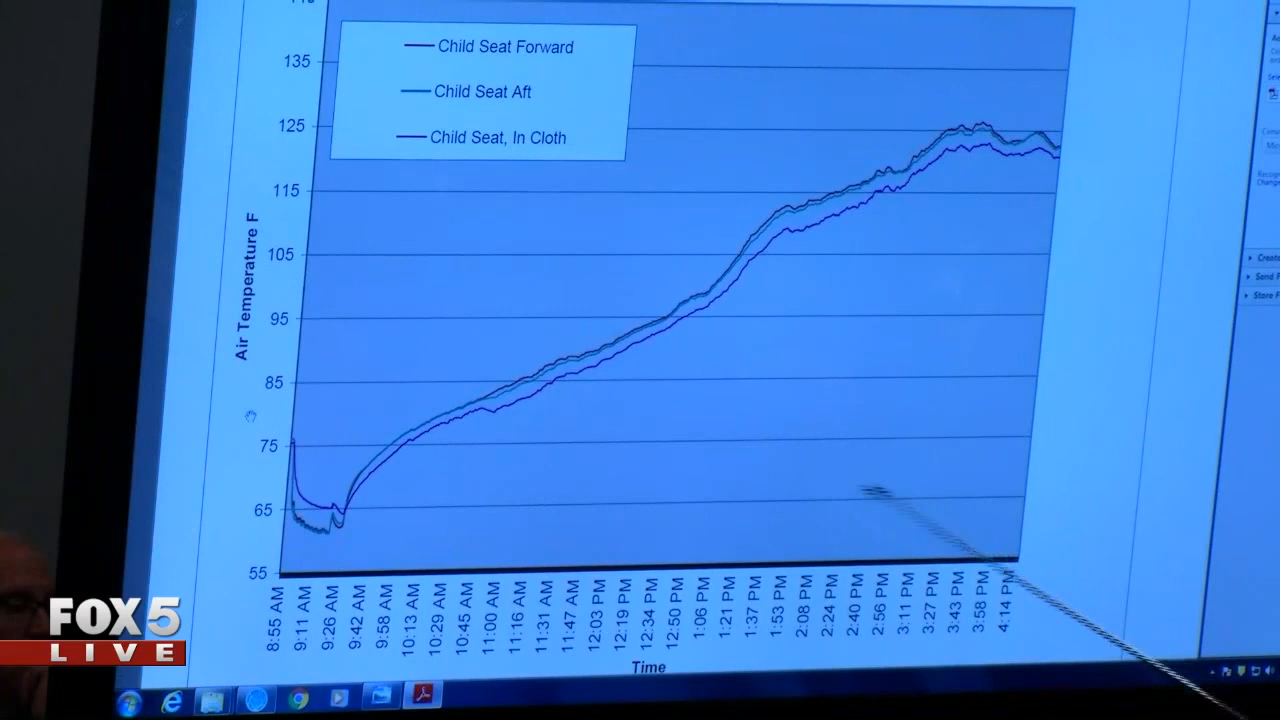 Child Seat Forward
135
Child Seat Aft
125
Child Seat, In Cloth
115
105
95
85
75
65
55
Air Temperature F
8:55 AM
9:11 AM
9:26 AM
9:42 AM
9:58 AM
10:13 AM
10:29 AM
10:45 AM
11:00 AM
11:16 AM
11:31 AM
11:47 AM
12:03 PM
12:19 PM
12:34 PM
12:50 PM
1:06 PM
1:21 PM
1:37 PM
1:53 PM
2:08 PM
2:24 PM
2:40 PM
2:56 PM
3:11 PM
3:27 PM
3:43 PM
3:58 PM
4:14 PM
Time
FOX 5
LIVE